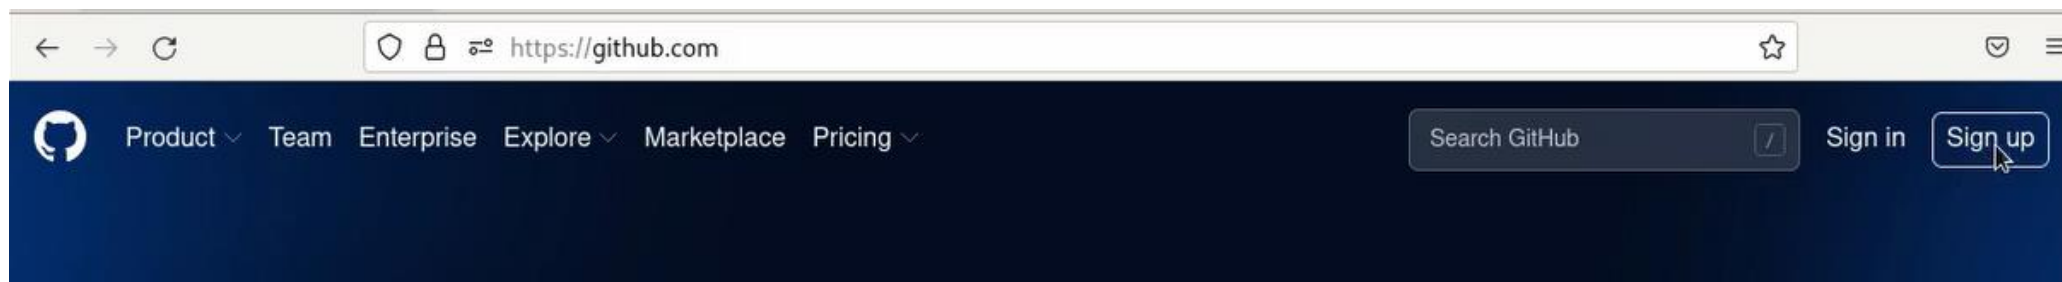 https://github.com
Product Team Enterprise Explore Marketplace Pricing Search GitHub / Sign in Sign up